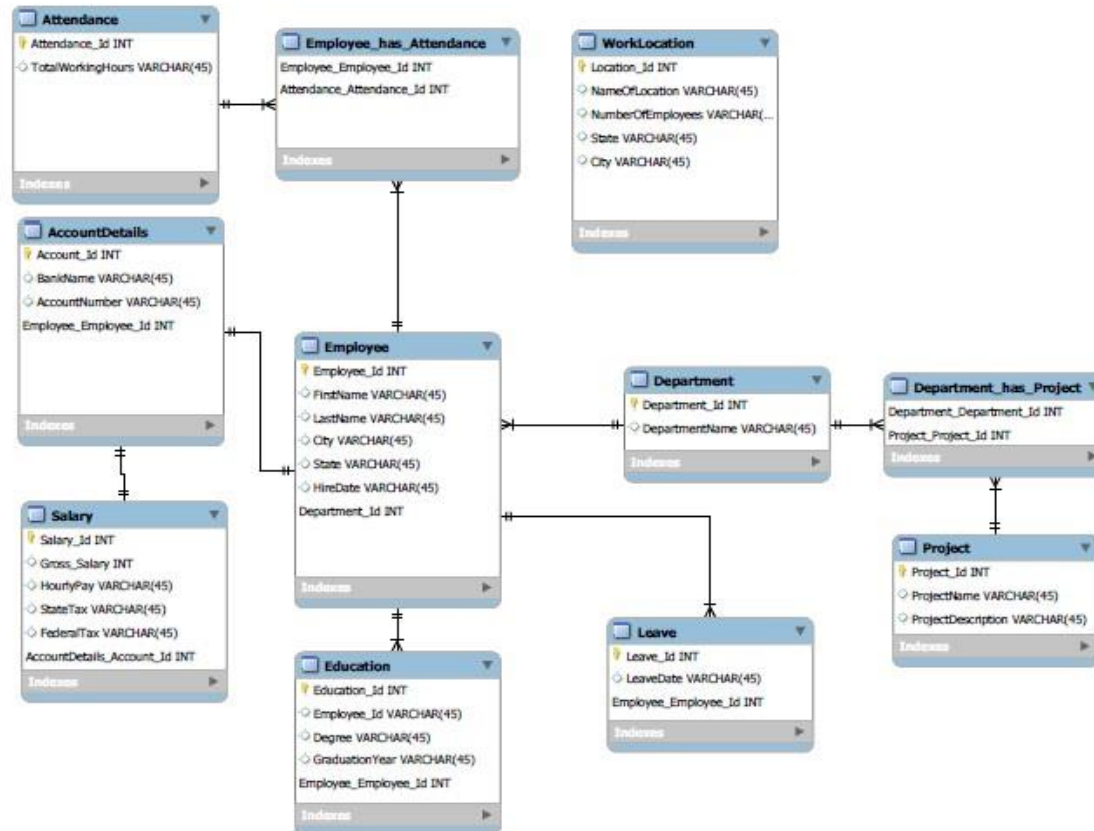 Attendance
Attendance_Id INT
TotalWorkingHours VARCHAR(45)
Indexes
Employee_has_Attendance
Employee_Employee_Id INT
Attendance_Attendance_Id INT
Indexes
WorkLocation
Location_Id INT
NameOfLocation VARCHAR(45)
NumberOfEmployees VARCHAR(...
State VARCHAR(45)
City VARCHAR(45)
Indexes
AccountDetails
Account_Id INT
BankName VARCHAR(45)
AccountNumber VARCHAR(45)
Employee_Employee_Id INT
Indexes
Employee
Employee_Id INT
FirstName VARCHAR(45)
LastName VARCHAR(45)
City VARCHAR(45)
State VARCHAR(45)
HireDate VARCHAR(45)
Department_Id INT
Indexes
Department
Department_Id INT
DepartmentName VARCHAR(45)
Indexes
Department_has_Project
Department_Department_Id INT
Project_Project_Id INT
Indexes
Salary
Salary_Id INT
Gross_Salary INT
HourlyPay VARCHAR(45)
StateTax VARCHAR(45)
FederalTax VARCHAR(45)
AccountDetails_Account_Id INT
Indexes
Project
Project_Id INT
ProjectName VARCHAR(45)
ProjectDescription VARCHAR(45)
Indexes
Education
Education_Id INT
Employee_Id VARCHAR(45)
Degree VARCHAR(45)
GraduationYear VARCHAR(45)
Employee_Employee_Id INT
Indexes
Leave
Leave_Id INT
LeaveDate VARCHAR(45)
Employee_Employee_Id INT
Indexes